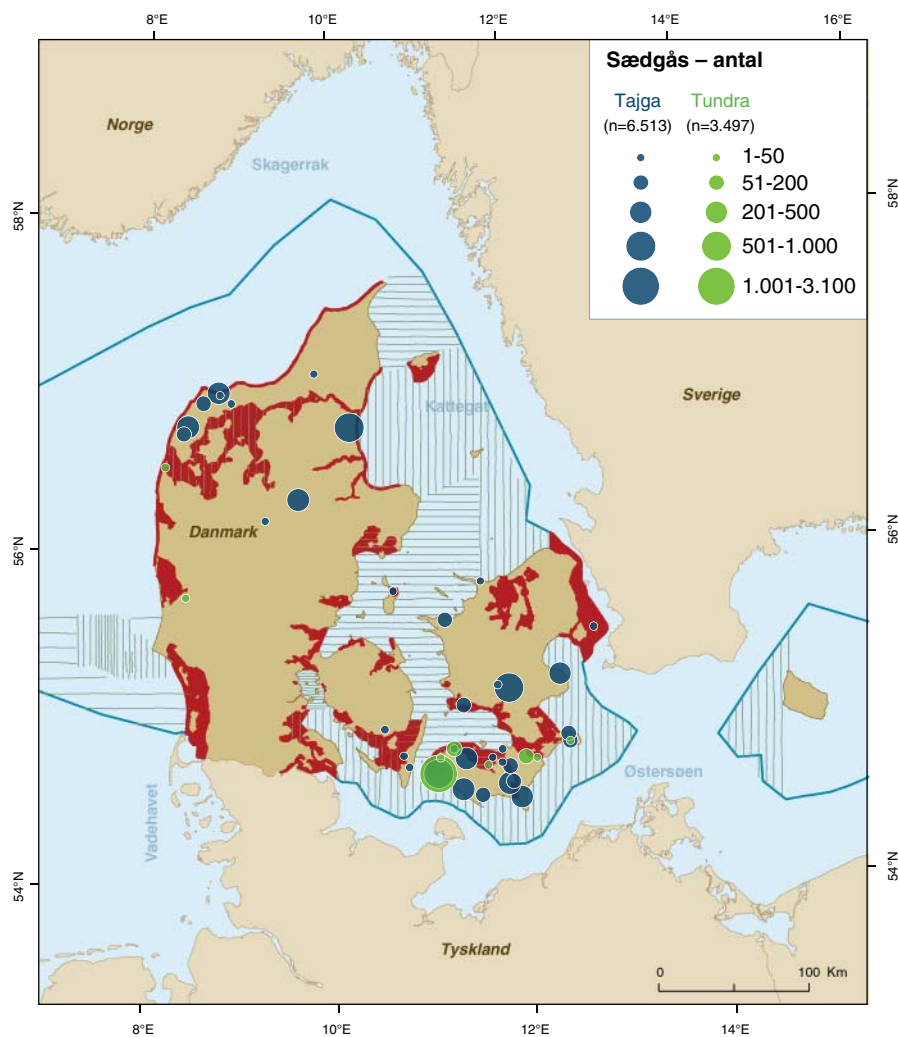 8°E 10°E 12°E 14°E 16°E
Sædgås – antal
Tajga Tundra
(n=6.513) (n=3.497)
1-50
51-200
201-500
501-1.000
1.001-3.100
Norge
Skagerrak
58°N 58°N
Kattegat
Sverige
Danmark
56°N 56°N
Østersøen
Vadehavet
54°N 54°N
Tyskland
0 100 Km
8°E 10°E 12°E 14°E